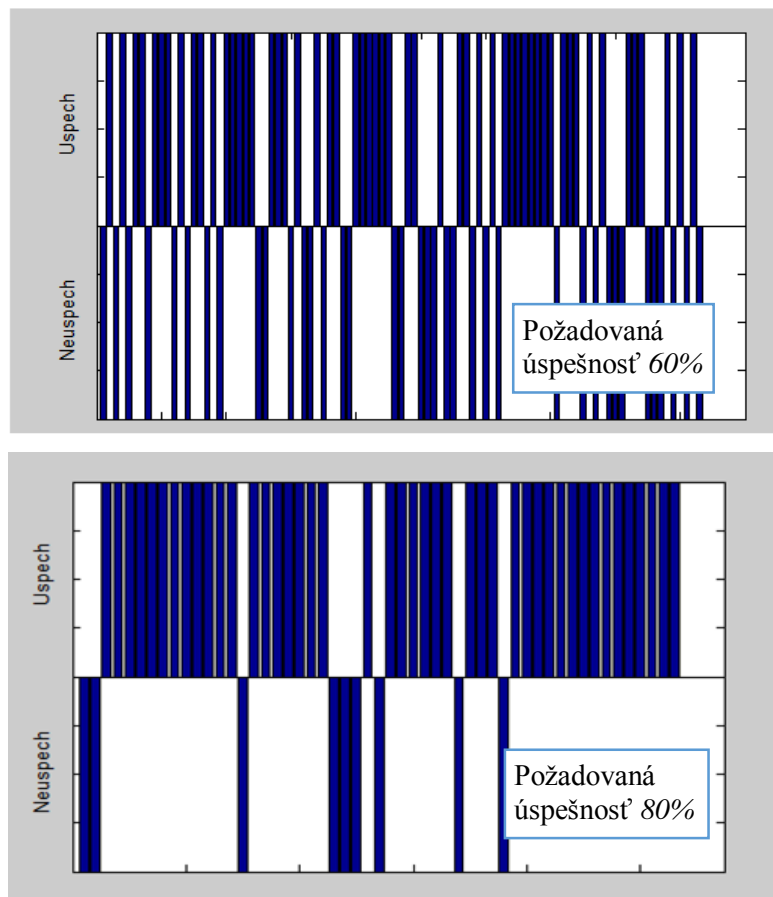 Uspech
Neuspech
Požadovaná
úspešnosť 60%
Uspech
Neuspech
Požadovaná
úspešnosť 80%